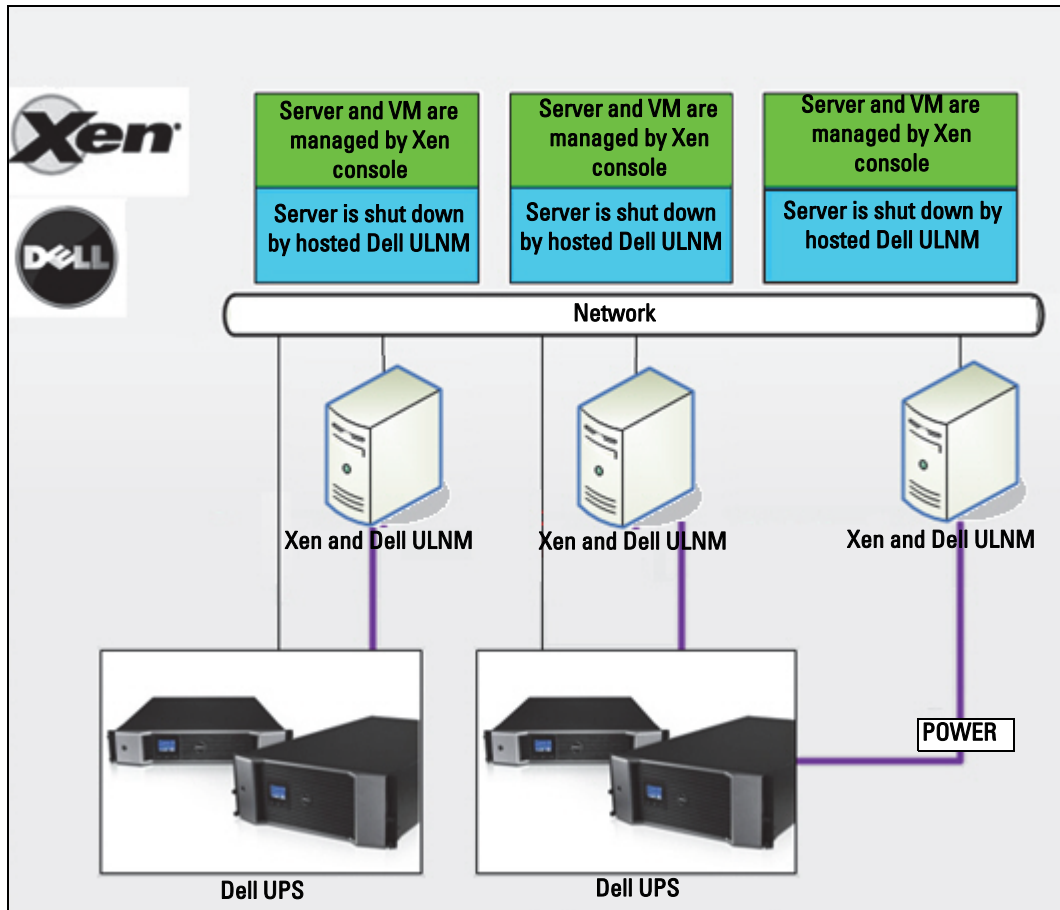 Xen
DELL
Server and VM are
managed by Xen
console
Server is shut down
by hosted Dell ULNM
Server and VM are
managed by Xen
console
Server is shut down
by hosted Dell ULNM
Server and VM are
managed by Xen
console
Server is shut down by
hosted Dell ULNM
Network
Xen and Dell ULNM
Xen and Dell ULNM
Xen and Dell ULNM
POWER
Dell UPS
Dell UPS